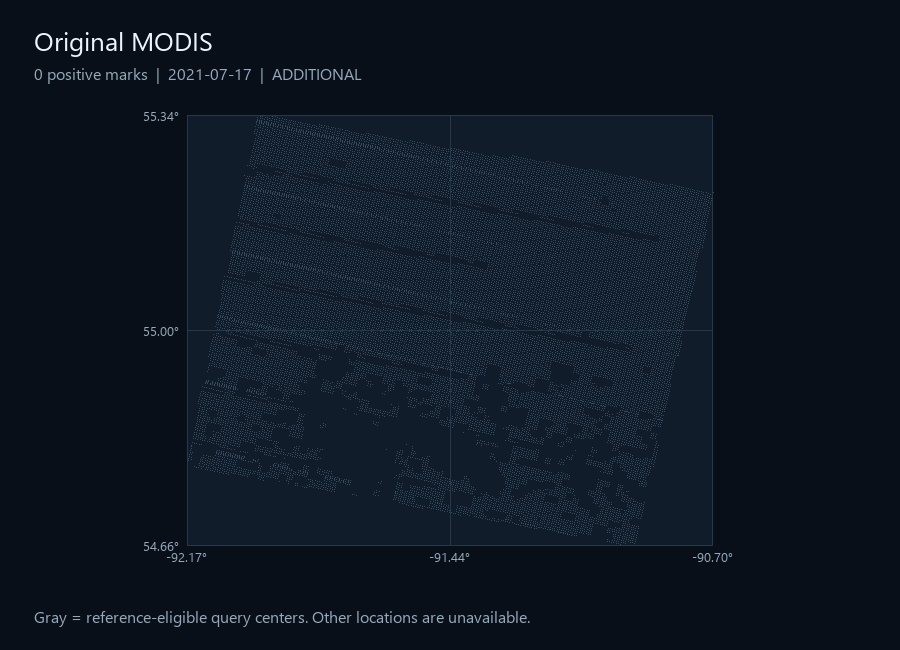 Original MODIS
0 positive marks | 2021-07-17 | ADDITIONAL
55.34°
55.00°
54.66°
-92.17°
-91.44°
-90.70°
Gray = reference-eligible query centers. Other locations are unavailable.